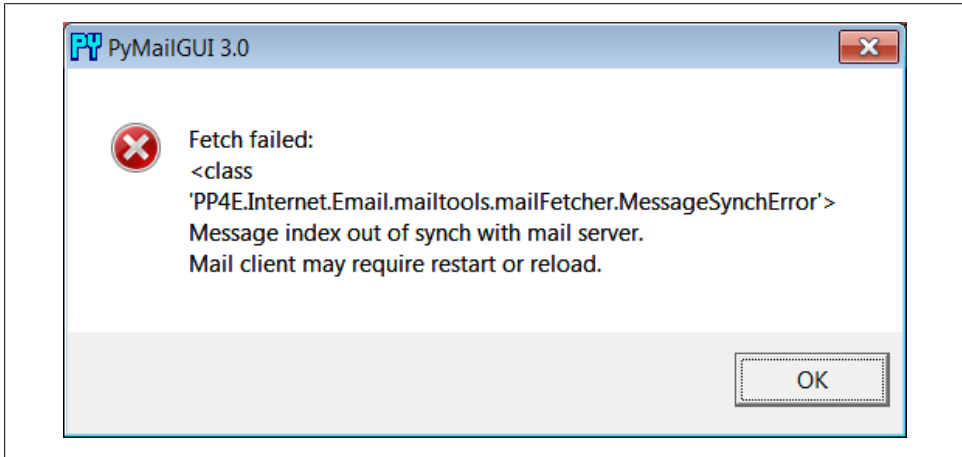 PY PyMailGUI 3.0
Fetch failed:
<class
'PP4E.Internet.Email.mailtools.mailFetcher.MessageSynchError'>
Message index out of synch with mail server.
Mail client may require restart or reload.
OK